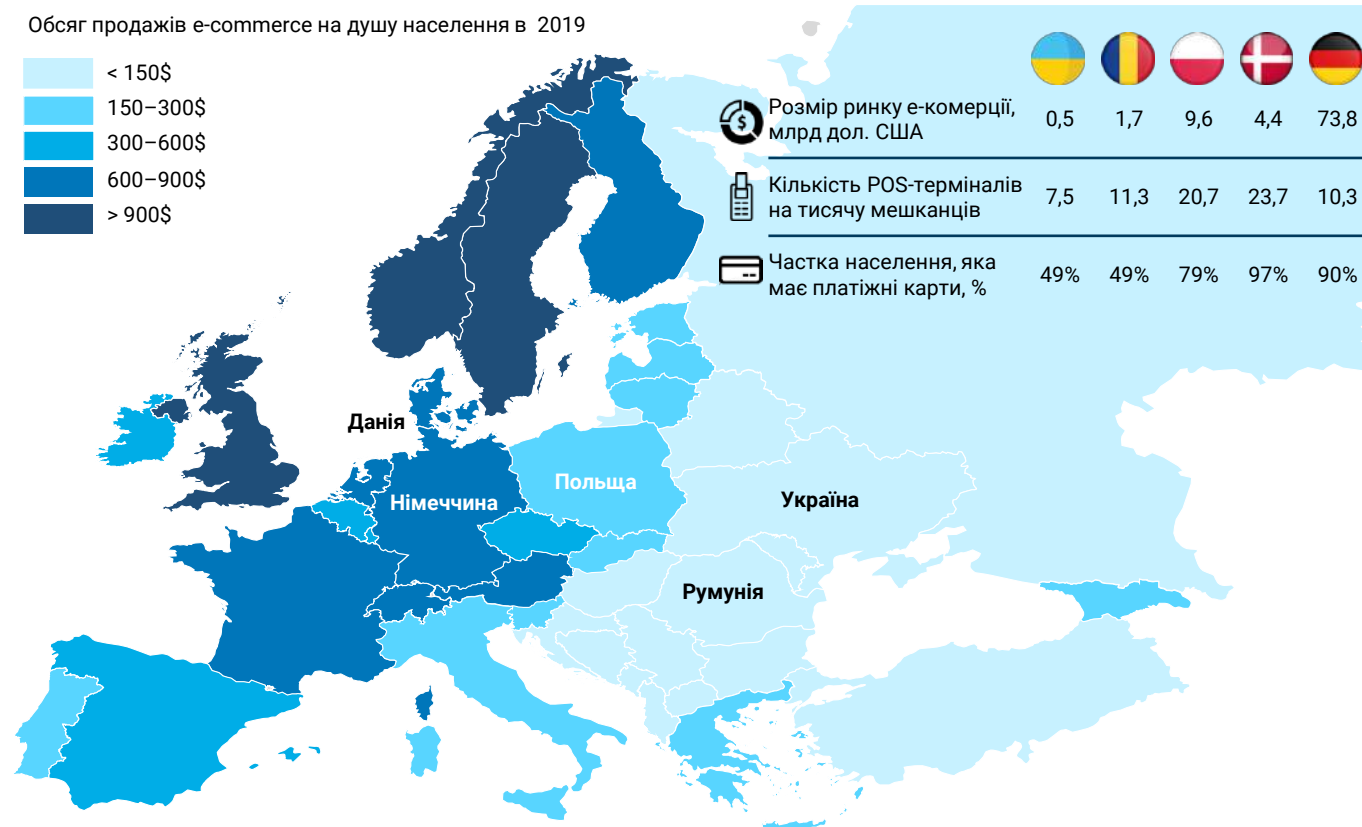 Обсяг продажів e-commerce на душу населення в 2019
< 150$
150–300$
300–600$
600–900$
> 900$
Розмір ринку е-комерції,
млрд дол. США
0,5 1,7 9,6 4,4 73,8
Кількість POS-терміналів
на тисячу мешканців
7,5 11,3 20,7 23,7 10,3
Частка населення, яка
має платіжні карти, %
49% 49% 79% 97% 90%
Данія
Німеччина
Польща
Україна
Румунія